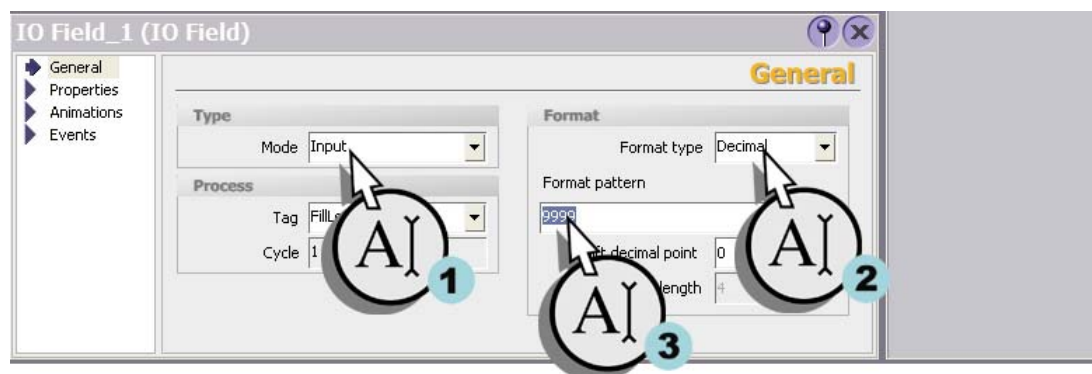 IO Field_1 (IO Field)
General
Properties
Animations
Events
General
Type
Mode Input
Process
Tag
Cycle 1
Format
Format type Decimal
Format pattern
9999
decimal point 0
length 4
A
1
A
2
A
3